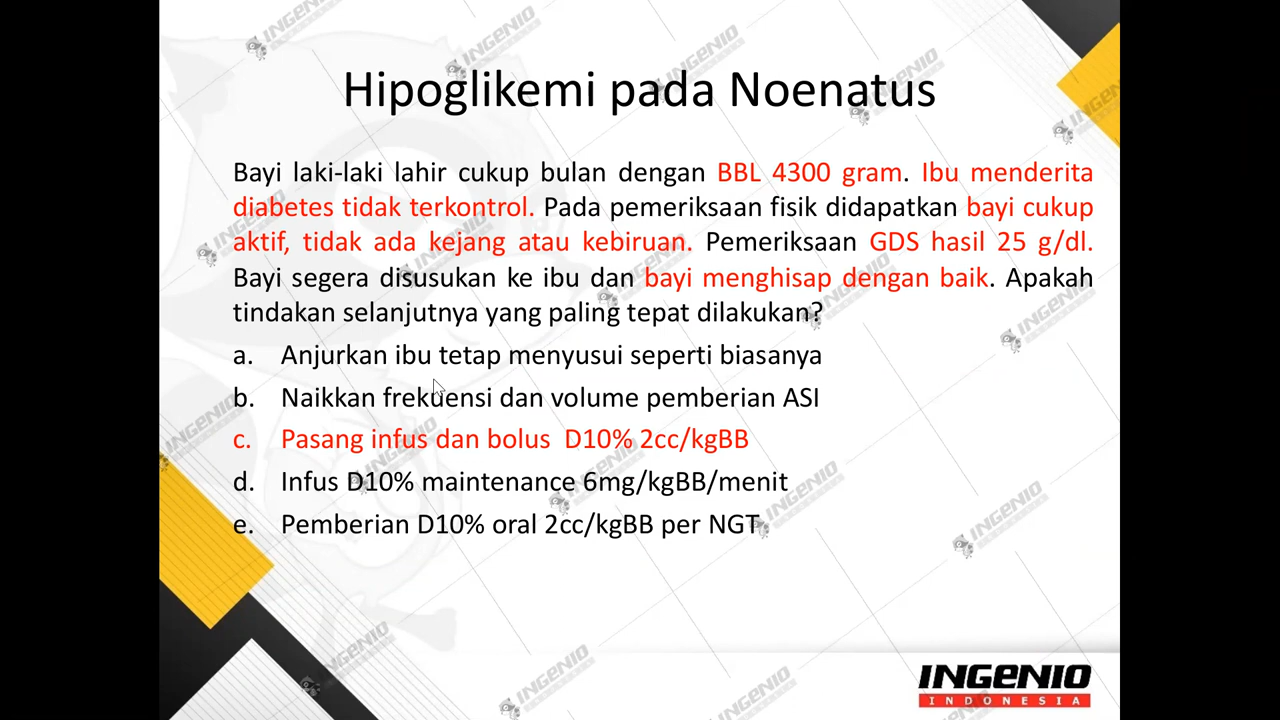 Hipoglikemi pada Noenatus
Bayi laki-laki lahir cukup bulan dengan BBL 4300 gram. Ibu menderita
diabetes tidak terkontrol. Pada pemeriksaan fisik didapatkan bayi cukup
aktif, tidak ada kejang atau kebiruan. Pemeriksaan GDS hasil 25 g/dl.
Bayi segera disusukan ke ibu dan bayi menghisap dengan baik. Apakah
tindakan selanjutnya yang paling tepat dilakukan?
a. Anjurkan ibu tetap menyusui seperti biasanya
b. Naikkan frekuensi dan volume pemberian ASI
c. Pasang infus dan bolus D10% 2cc/kgBB
d. Infus D10% maintenance 6mg/kgBB/menit
e. Pemberian D10% oral 2cc/kgBB per NGT
INGENIO
INDONESIA